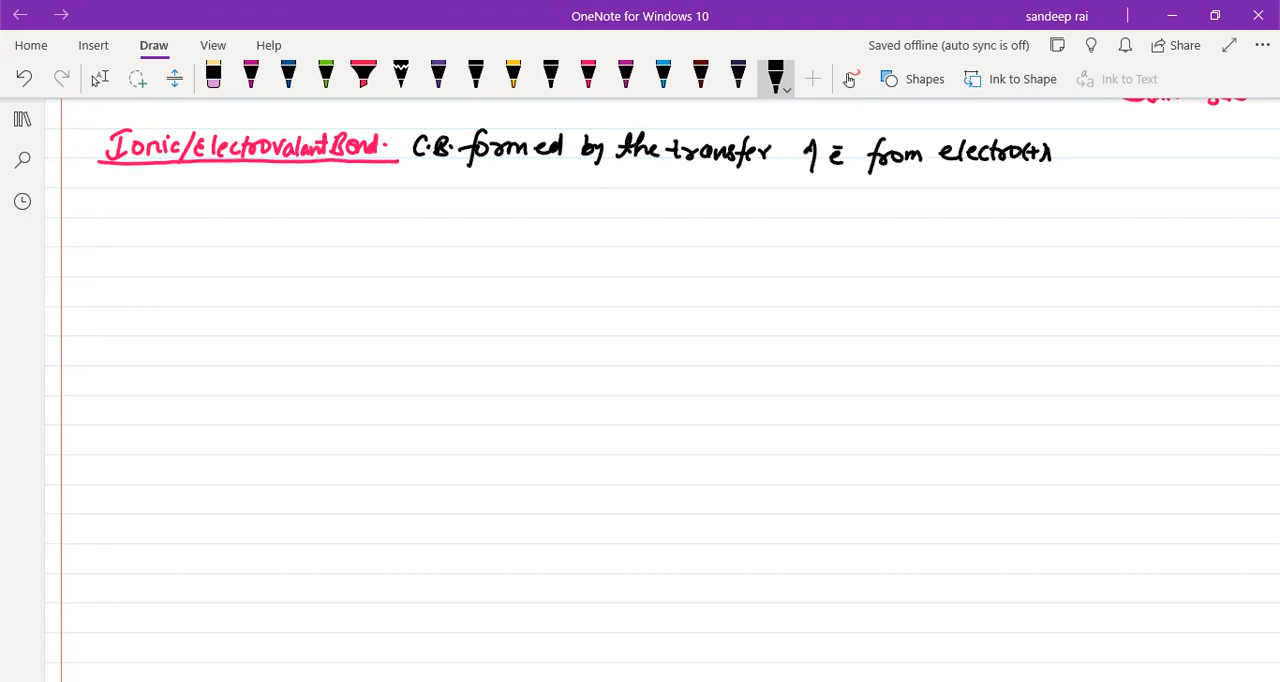 OneNote for Windows 10
sandeep rai
Home Insert Draw View Help
Saved offline (auto sync is off) Share
Shapes Ink to Shape Ink to Text
Ionic/Electrovalant Bond. C.B. formed by the transfer of ē from electro(+)